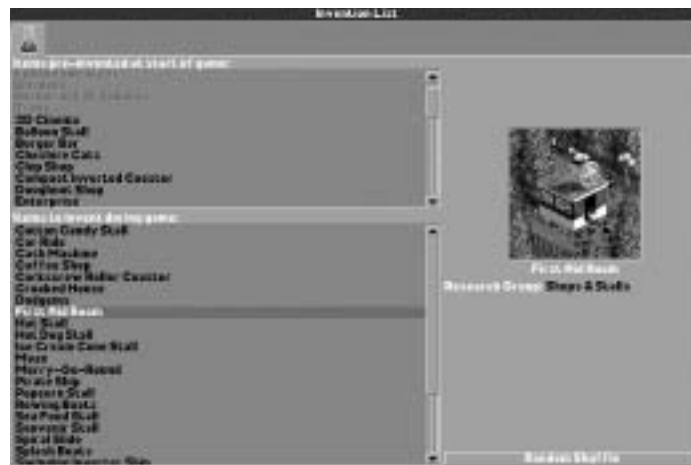 Invention List
Items pre-invented at start of game:
3D Cinema
Balloon Stall
Burger Bar
Cheshire Cats
Chip Shop
Compact Inverted Coaster
Doughnut Shop
Enterprise
Items to invent during game:
Cotton Candy Stall
Car Ride
Cash Machine
Coffee Shop
Corkscrew Roller Coaster
Crooked House
Dodgems
First Aid Room
Hat Stall
Hot Dog Stall
Ice Cream Cone Stall
Maze
Merry-Go-Round
Pirate Ship
Popcorn Stall
Rowing Boats
Sea Food Stall
Souvenir Stall
Spiral Slide
Splash Boats
First Aid Room
Research Group: Shops & Stalls
Random Shuffle